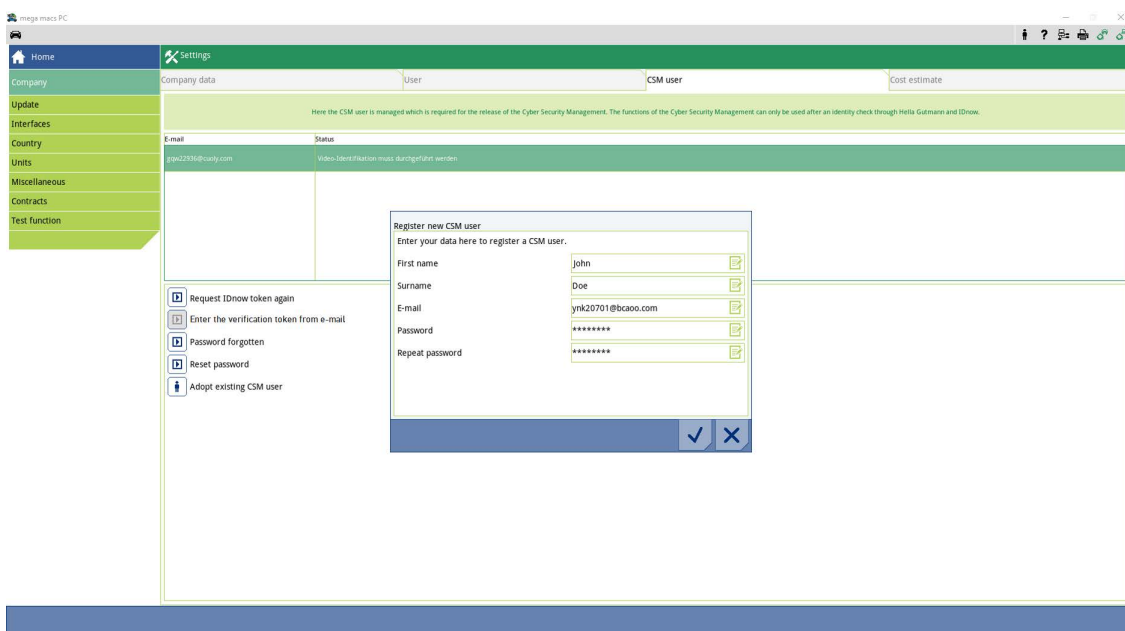 mega macs PC
Home
Settings
Company
Company data
User
CSM user
Cost estimate
Update
Interfaces
Country
Units
Miscellaneous
Contracts
Test function
Here the CSM user is managed which is required for the release of the Cyber Security Management. The functions of the Cyber Security Management can only be used after an identity check through Hella Gutmann and IDnow.
E-mail
Status
gqw22936@cuoly.com
Video-Identifikation muss durchgeführt werden
Request IDnow token again
Enter the verification token from e-mail
Password forgotten
Reset password
Adopt existing CSM user
Register new CSM user
Enter your data here to register a CSM user.
First name
John
Surname
Doe
E-mail
ynk20701@bcaoo.com
Password
********
Repeat password
********